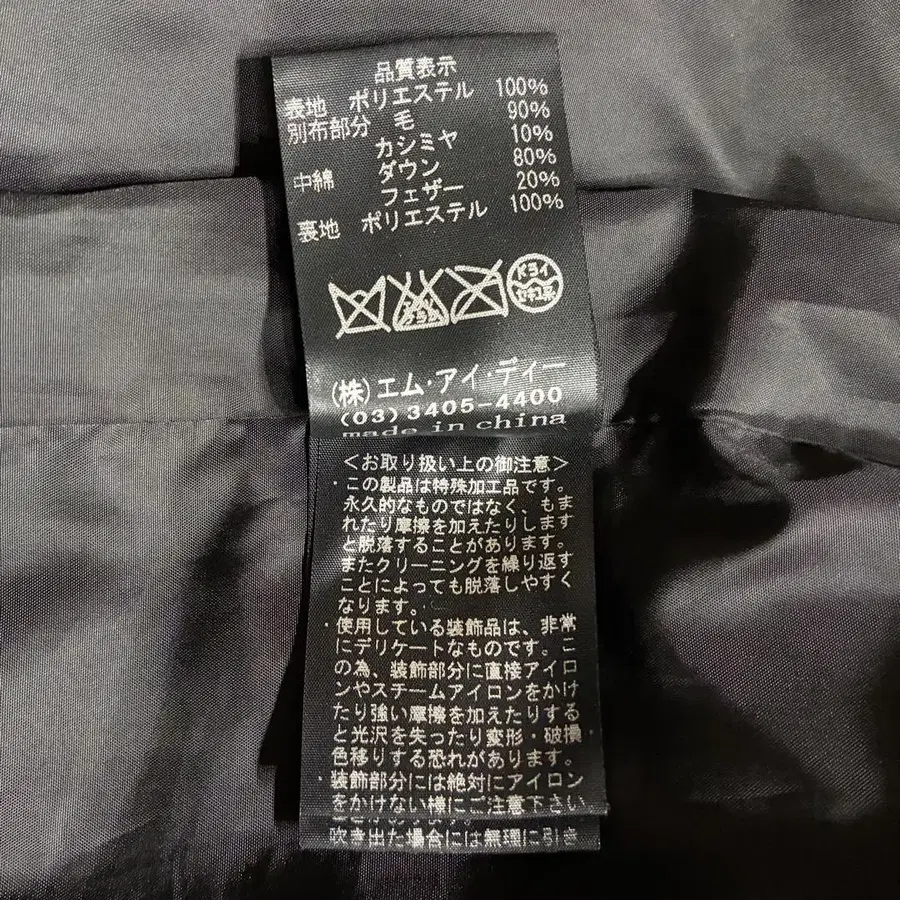 品質表示
表地 ポリエステル 100%
別布部分 毛 90%
カシミヤ 10%
中綿 ダウン 80%
フェザー 20%
裏地 ポリエステル 100%
エンソ
サラシ
ドライ
セキユ系
(株)エム・アイ・ディー
(03)3405-4400
made in china
<お取り扱い上の御注意>
・この製品は特殊加工品です。
永久的なものではなく、もま
れたり摩擦を加えたりします
と脱落することがあります。
またクリーニングを繰り返す
ことによっても脱落しやすく
なります。
・使用している装飾品は、非常
にデリケートなものです。こ
の為、装飾部分に直接アイロ
ンやスチームアイロンをかけ
たり強い摩擦を加えたりする
と光沢を失ったり変形・破損・
色移りする恐れがあります。
・装飾部分には絶対にアイロン
をかけない様にご注意下さい
吹き出た場合には無理に引き